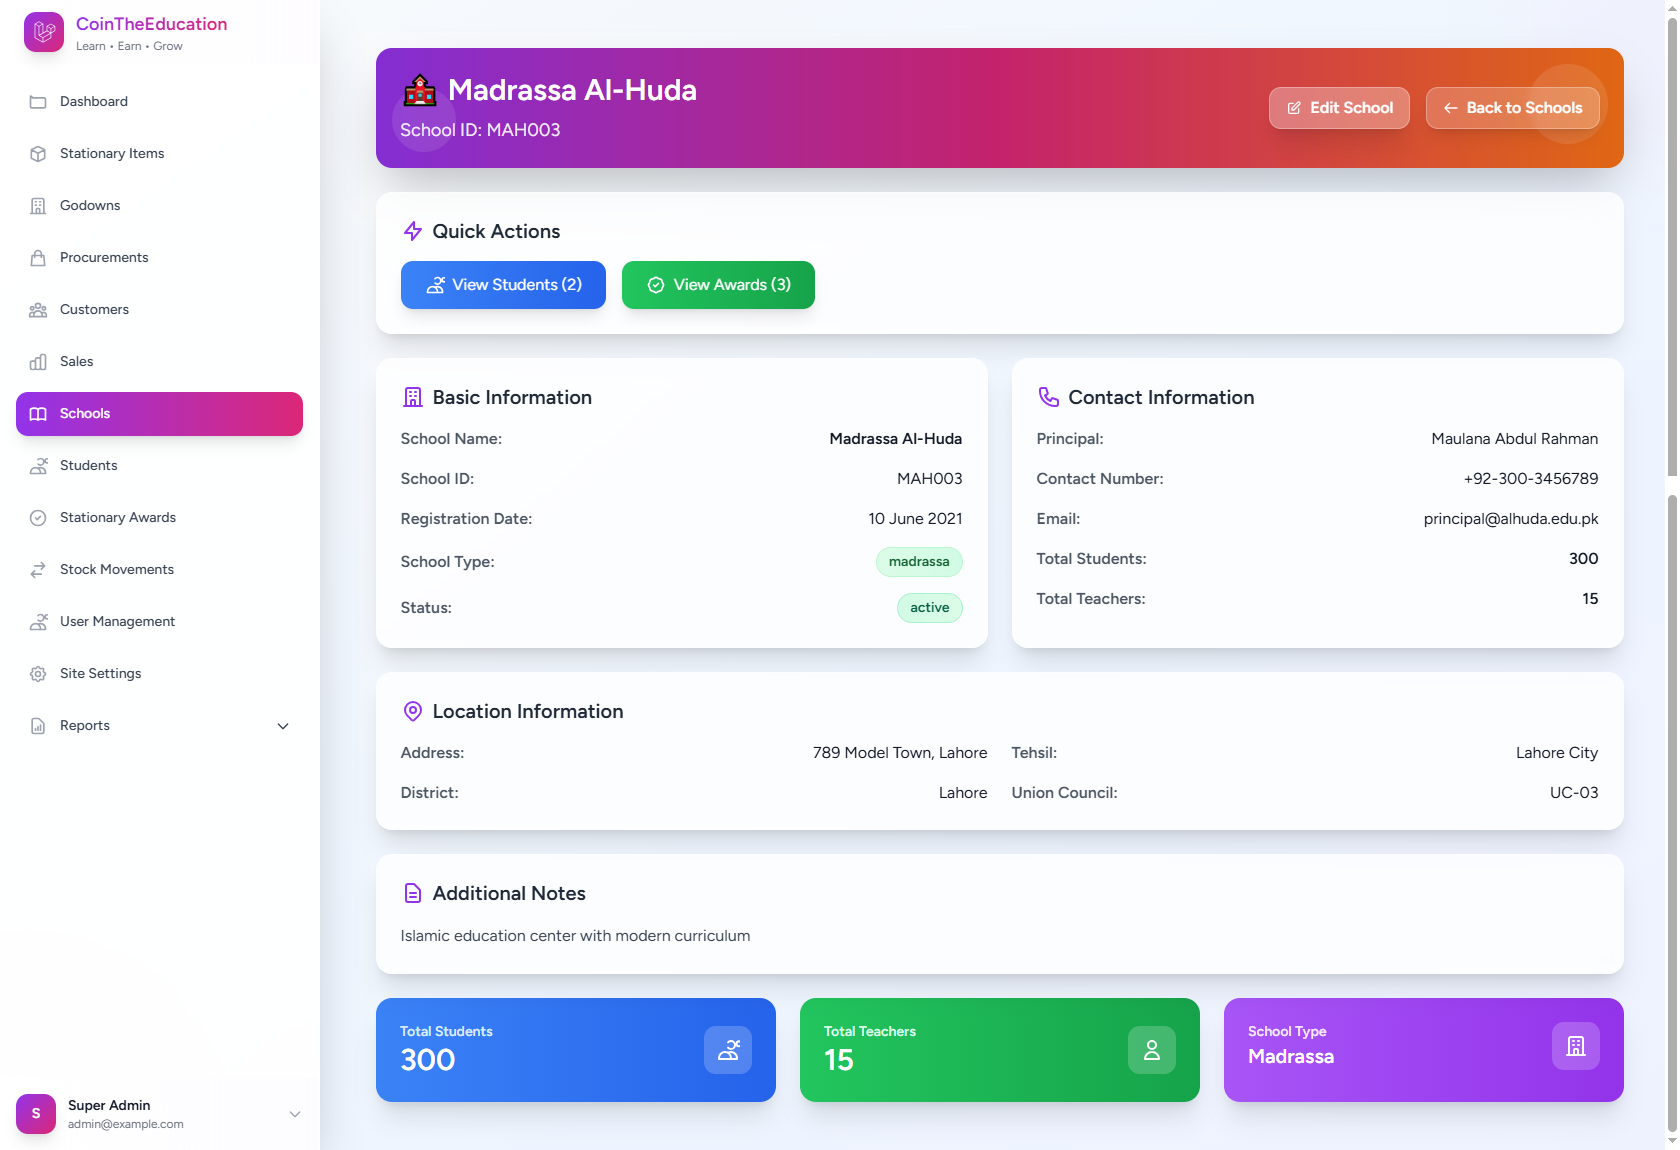 CoinTheEducation
Learn • Earn • Grow
Dashboard
Stationary Items
Godowns
Procurements
Customers
Sales
Schools
Students
Stationary Awards
Stock Movements
User Management
Site Settings
Reports
S
Super Admin
admin@example.com
Madrassa Al-Huda
School ID: MAH003
Edit School
Back to Schools
Quick Actions
View Students (2)
View Awards (3)
Basic Information
School Name: Madrassa Al-Huda
School ID: MAH003
Registration Date: 10 June 2021
School Type: madrassa
Status: active
Contact Information
Principal: Maulana Abdul Rahman
Contact Number: +92-300-3456789
Email: principal@alhuda.edu.pk
Total Students: 300
Total Teachers: 15
Location Information
Address: 789 Model Town, Lahore
Tehsil: Lahore City
District: Lahore
Union Council: UC-03
Additional Notes
Islamic education center with modern curriculum
Total Students
300
Total Teachers
15
School Type
Madrassa